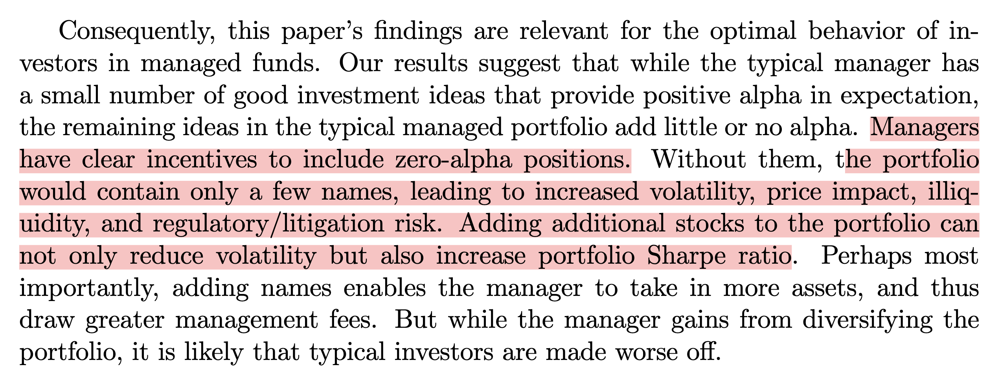 Consequently, this paper's findings are relevant for the optimal behavior of in-
vestors in managed funds. Our results suggest that while the typical manager has
a small number of good investment ideas that provide positive alpha in expectation,
the remaining ideas in the typical managed portfolio add little or no alpha. Managers
have clear incentives to include zero-alpha positions. Without them, the portfolio
would contain only a few names, leading to increased volatility, price impact, illiq-
uidity, and regulatory/litigation risk. Adding additional stocks to the portfolio can
not only reduce volatility but also increase portfolio Sharpe ratio. Perhaps most
importantly, adding names enables the manager to take in more assets, and thus
draw greater management fees. But while the manager gains from diversifying the
portfolio, it is likely that typical investors are made worse off.